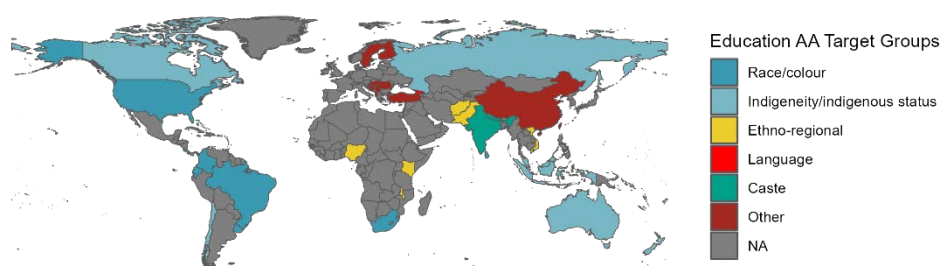 Education AA Target Groups
Race/colour
Indigeneity/indigenous status
Ethno-regional
Language
Caste
Other
NA